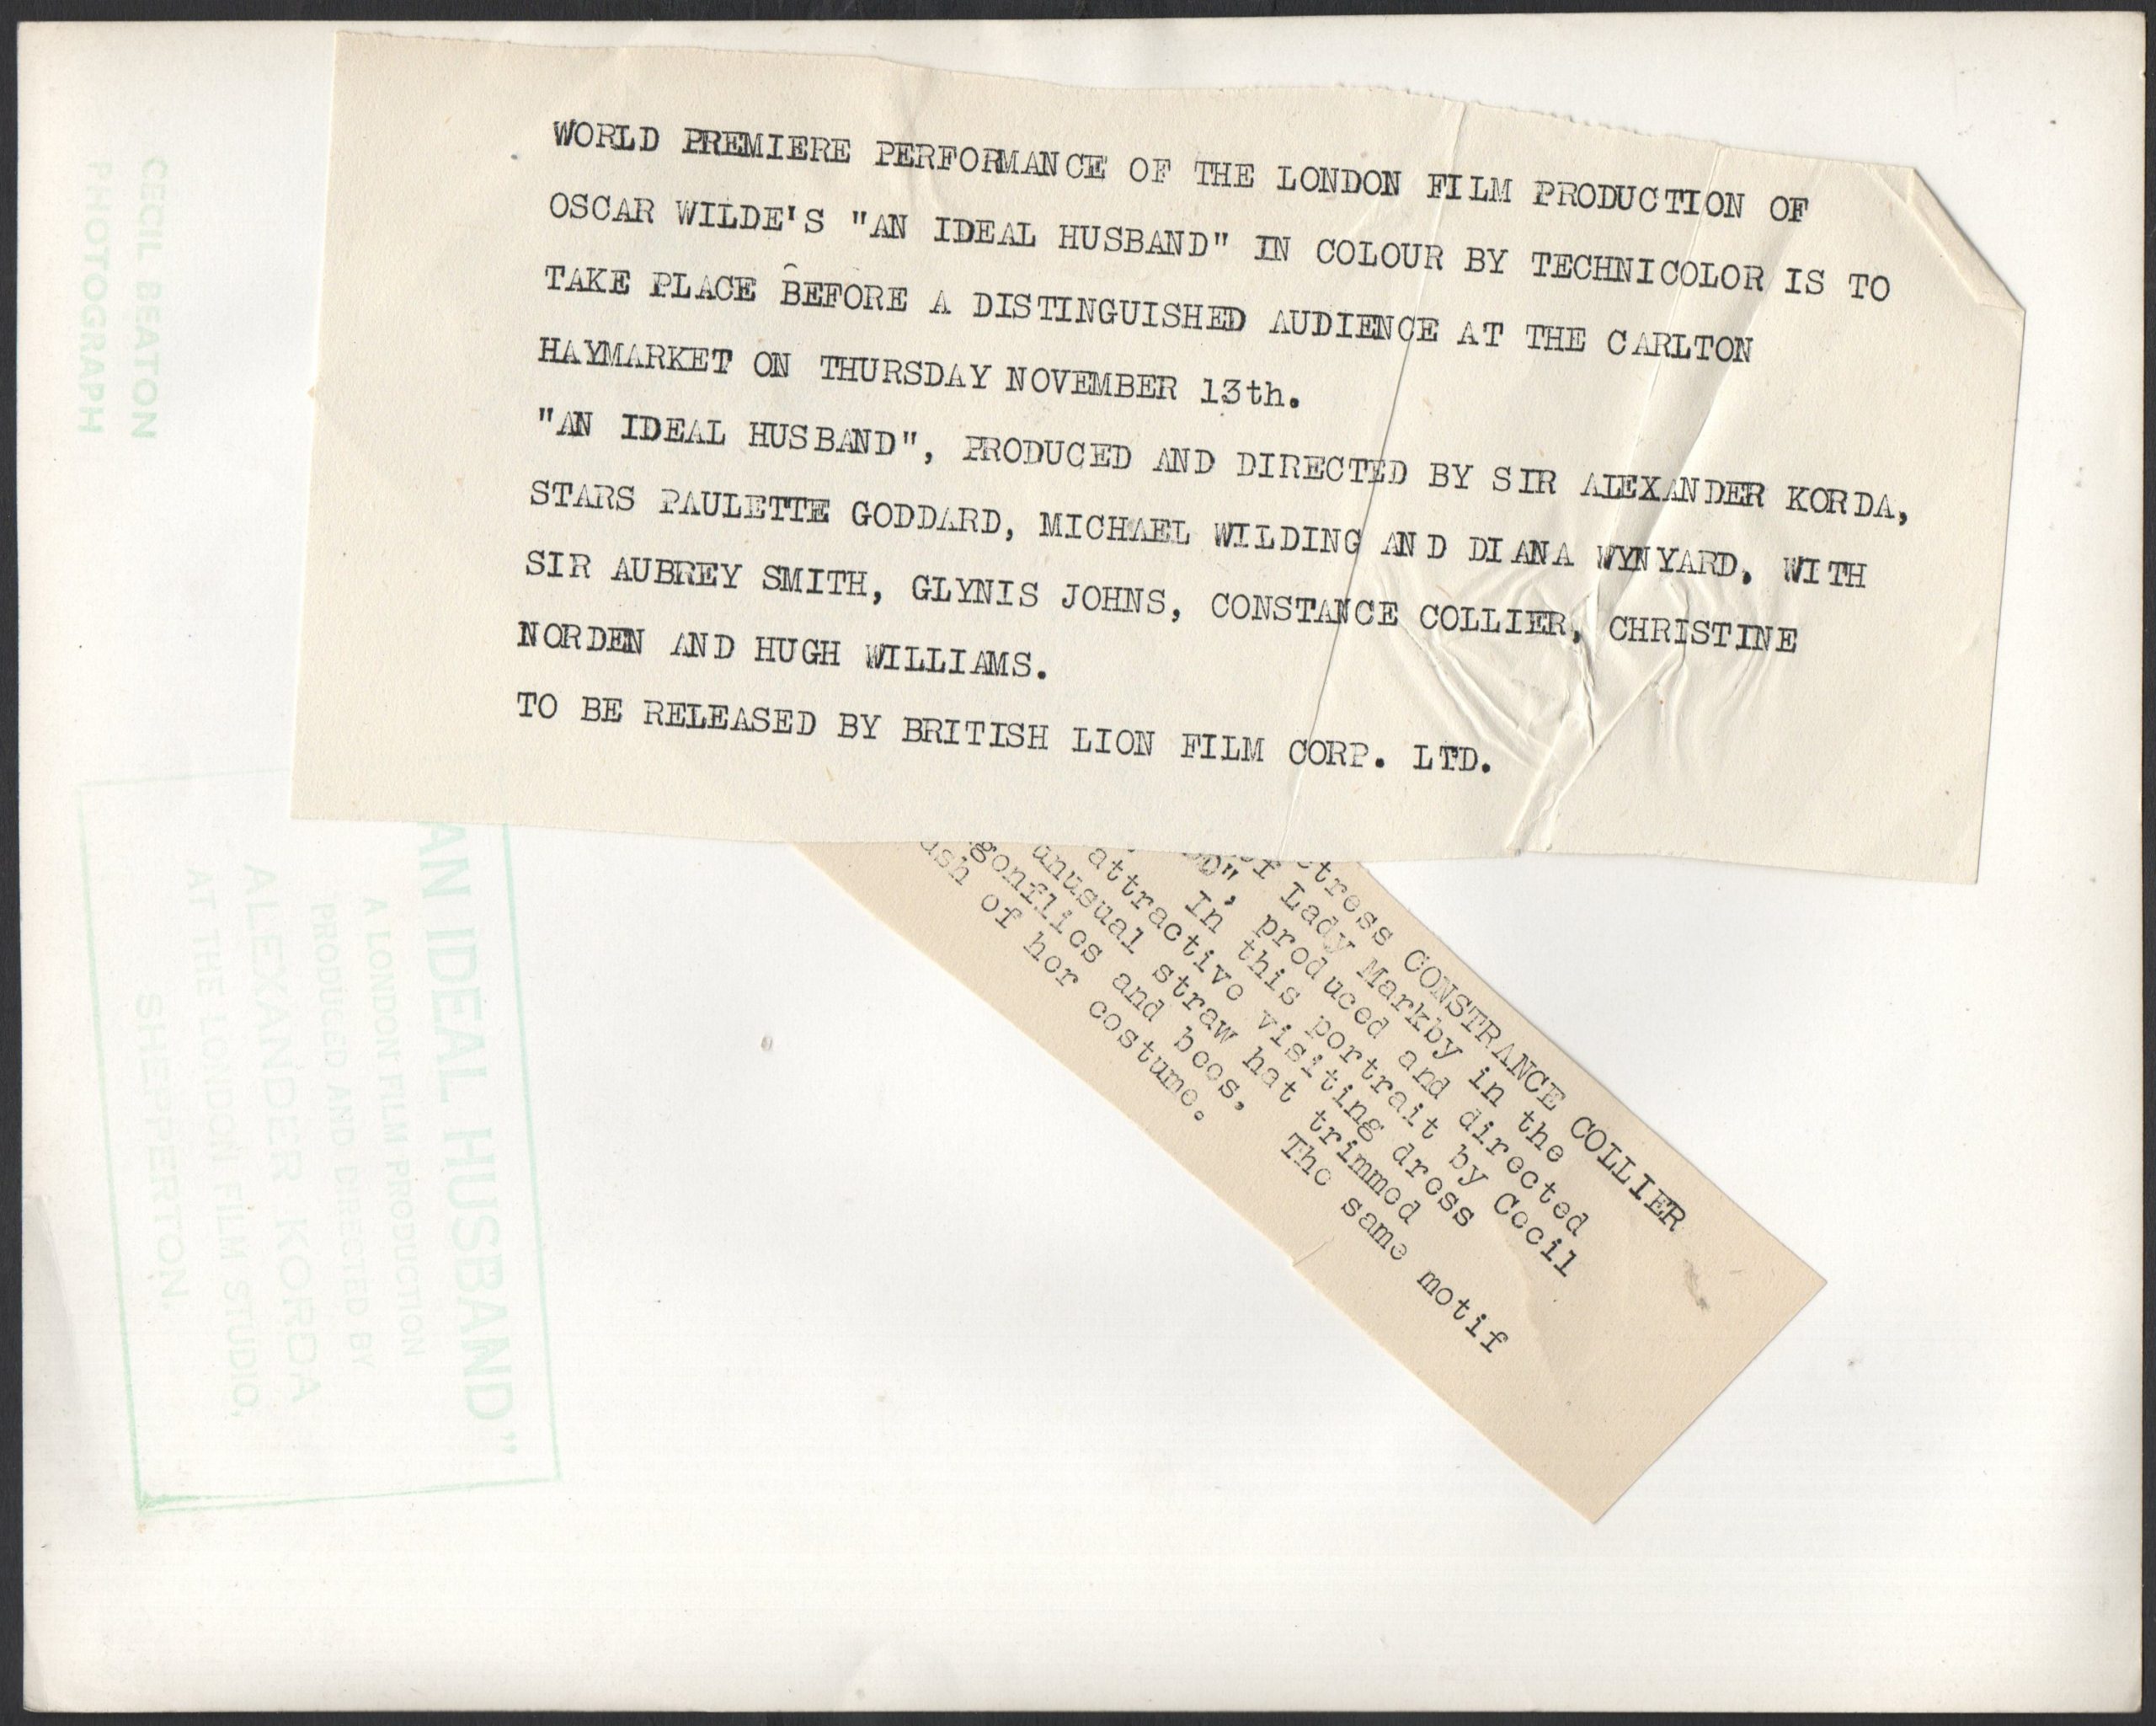 WORLD PREMIERE PERFORMANCE OF THE LONDON FILM PRODUCTION OF
OSCAR WILDE'S "AN IDEAL HUSBAND" IN COLOUR BY TECHNICOLOR IS TO
TAKE PLACE BEFORE A DISTINGUISHED AUDIENCE AT THE CARLTON
HAYMARKET ON THURSDAY NOVEMBER 13th.
"AN IDEAL HUSBAND", PRODUCED AND DIRECTED BY SIR ALEXANDER KORDA,
STARS PAULETTE GODDARD, MICHAEL WILDING AND DIANA WYNYARD, WITH
SIR AUBREY SMITH, GLYNIS JOHNS, CONSTANCE COLLIER, CHRISTINE
NORDEN AND HUGH WILLIAMS.
TO BE RELEASED BY BRITISH LION FILM CORP. LTD.
CONSTRANCE COLLIER
Lady Markby in the
produced and directed
In this portrait by Cecil
attractive visiting dress
unusual straw hat trimmed
and bees, The same motif
of her costume.
CECIL BEATON
PHOTOGRAPH
AN IDEAL HUSBAND"
A LONDON FILM PRODUCTION
PRODUCED AND DIRECTED BY
ALEXANDER KORDA
AT THE LONDON FILM STUDIO,
SHEPPERTON.